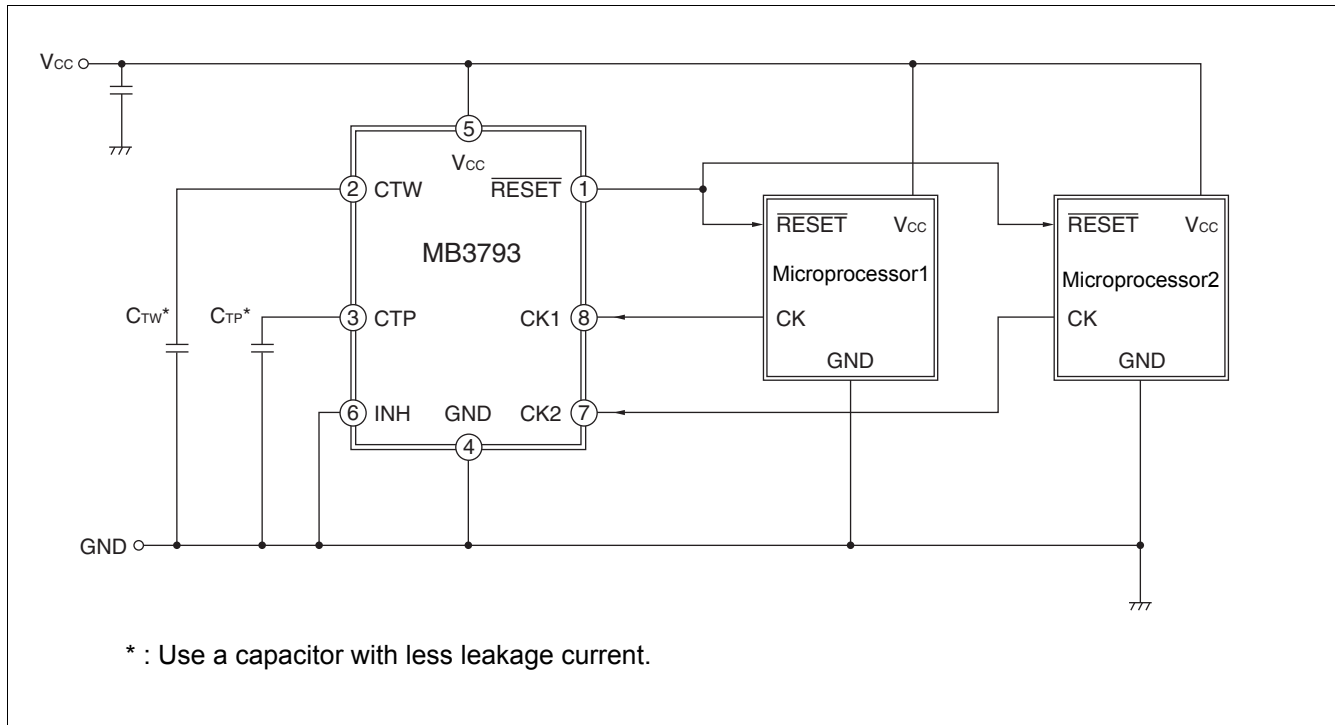 Vcc
5
Vcc
2 CTW
RESET 1
RESET Vcc
RESET Vcc
MB3793
Microprocessor1
Microprocessor2
CTW*
CTP*
3 CTP
CK1 8
CK
CK
GND
GND
6 INH
GND
CK2 7
4
GND
* : Use a capacitor with less leakage current.